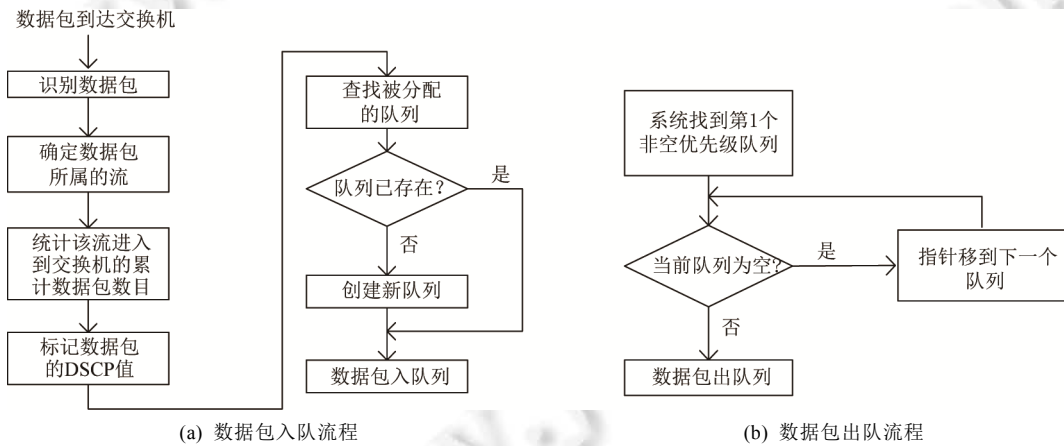 数据包到达交换机
识别数据包
确定数据包
所属的流
统计该流进入
到交换机的累
计数据包数目
标记数据包
的DSCP值
查找被分配
的队列
队列已存在?
是
否
创建新队列
数据包入队列
(a) 数据包入队流程
系统找到第1个
非空优先级队列
当前队列为空?
是
指针移到下一个
队列
否
数据包出队列
(b) 数据包出队流程